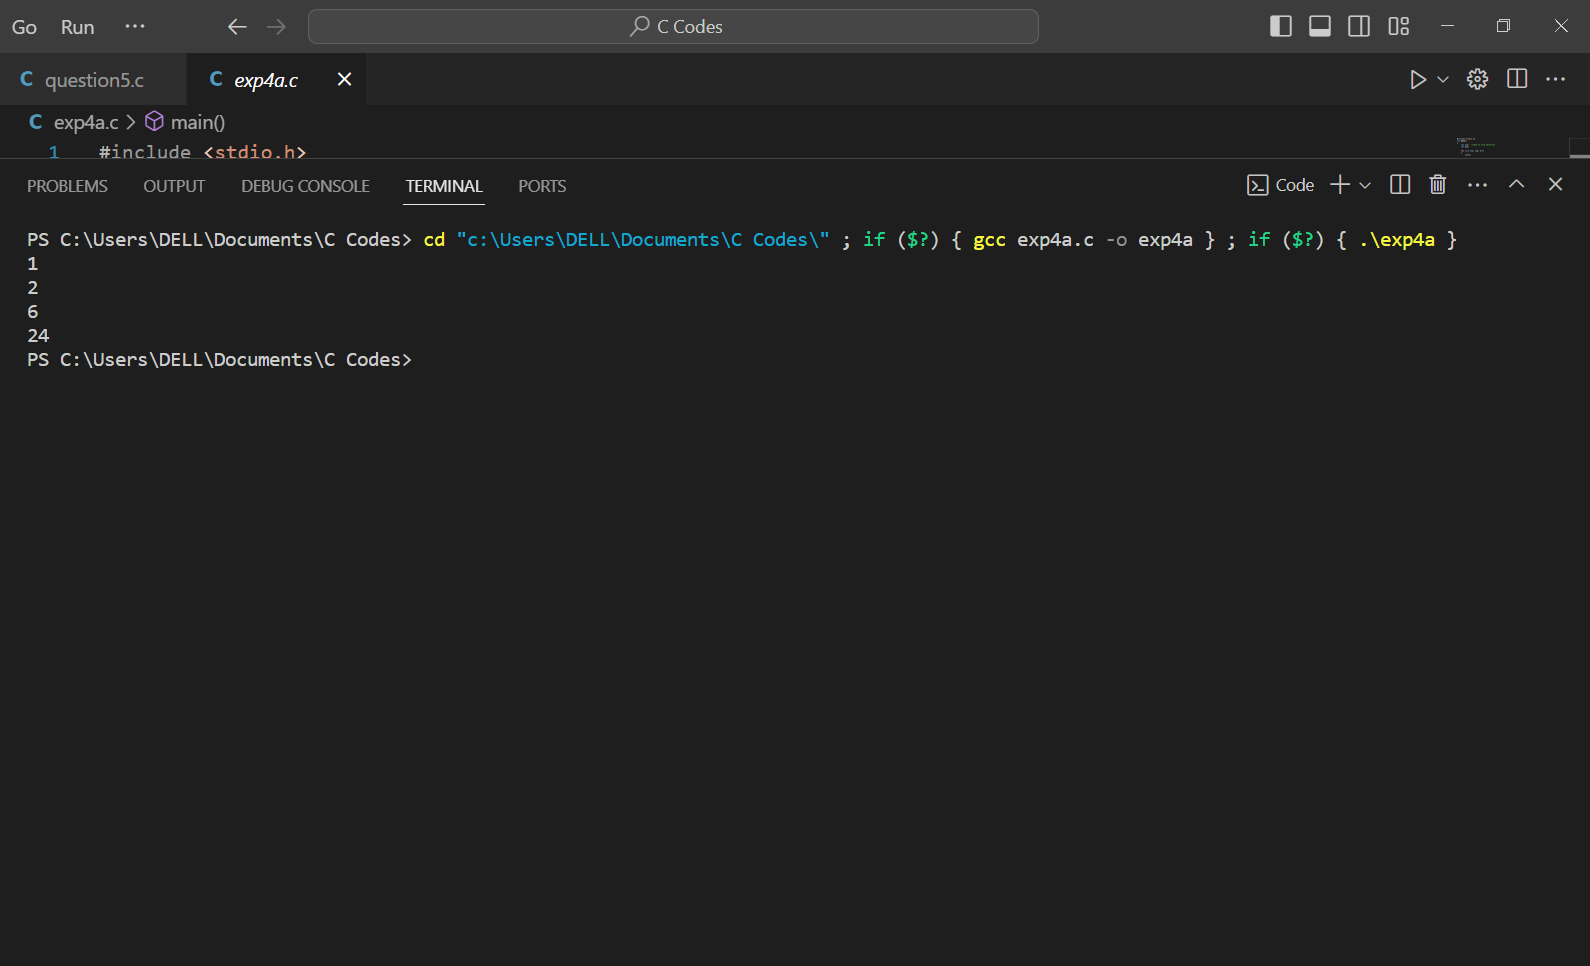 Go Run ··· C Codes
C question5.c C exp4a.c
C exp4a.c > main()
1 #include <stdio.h>
PROBLEMS OUTPUT DEBUG CONSOLE TERMINAL PORTS Code
PS C:\Users\DELL\Documents\C Codes> cd "c:\Users\DELL\Documents\C Codes\" ; if ($?) { gcc exp4a.c -o exp4a } ; if ($?) { .\exp4a }
1
2
6
24
PS C:\Users\DELL\Documents\C Codes>